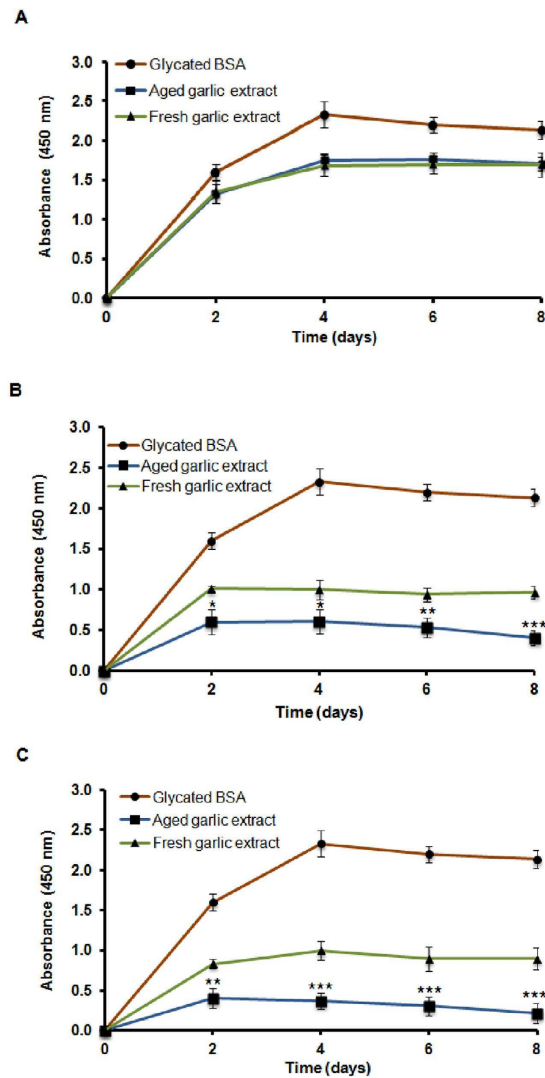 A
3.0
Glycated BSA
2.5
Aged garlic extract
2.0
Fresh garlic extract
1.5
1.0
0.5
0.0
Absorbance (450 nm)
0 2 4 6 8
Time (days)
B
3.0
Glycated BSA
2.5
Aged garlic extract
Fresh garlic extract
2.0
1.5
1.0
0.5
0.0
Absorbance (450 nm)
* * ** ***
0 2 4 6 8
Time (days)
C
3.0
Glycated BSA
2.5
Aged garlic extract
Fresh garlic extract
2.0
1.5
1.0
0.5
0.0
Absorbance (450 nm)
** *** *** ***
0 2 4 6 8
Time (days)